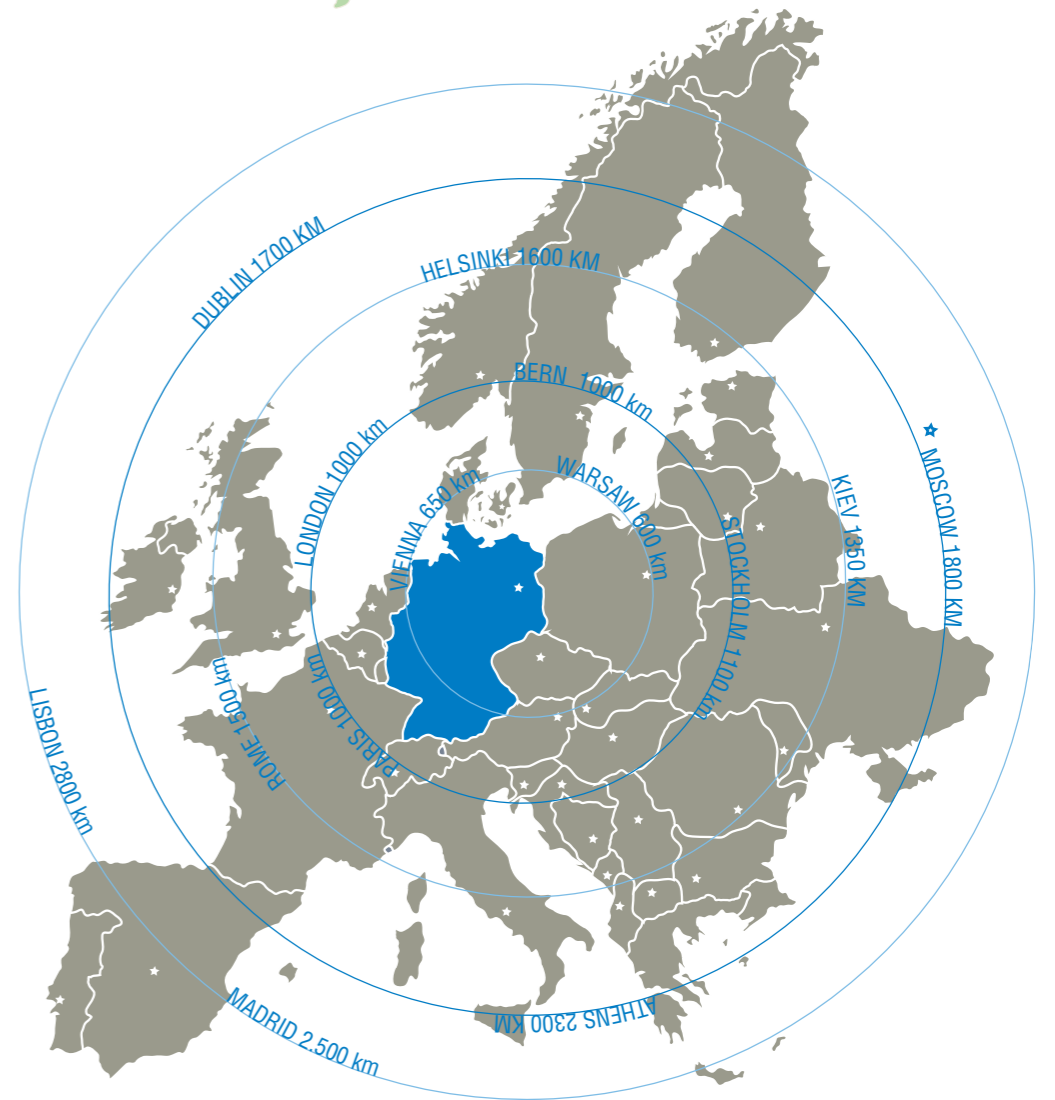 DUBLIN 1700 KM
HELSINKI 1600 KM
BERN 1000 km
LONDON 1000 km
VIENNA 650 km
WARSAW 600 km
MOSCOW 1800 KM
KIEV 1350 KM
STOCKHOLM 1100 km
PARIS 1000 km
ROME 1500 km
LISBON 2800 km
MADRID 2.500 km
ATHENS 2300 KM